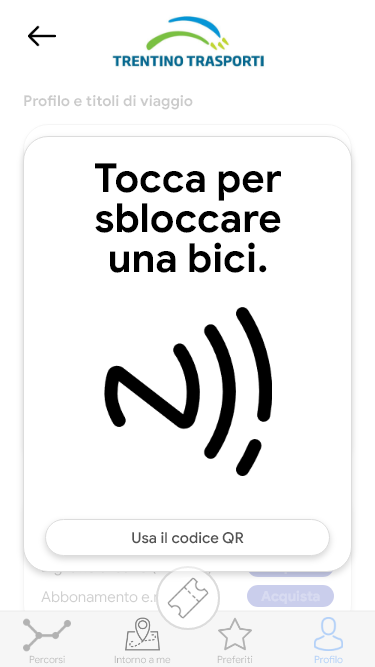 TRENTINO TRASPORTI
Profilo e titoli di viaggio
Tocca per
sbloccare
una bici.
Usa il codice QR
Abbonamento e. Acquista
Percorsi Intorno a me Preferiti Profilo